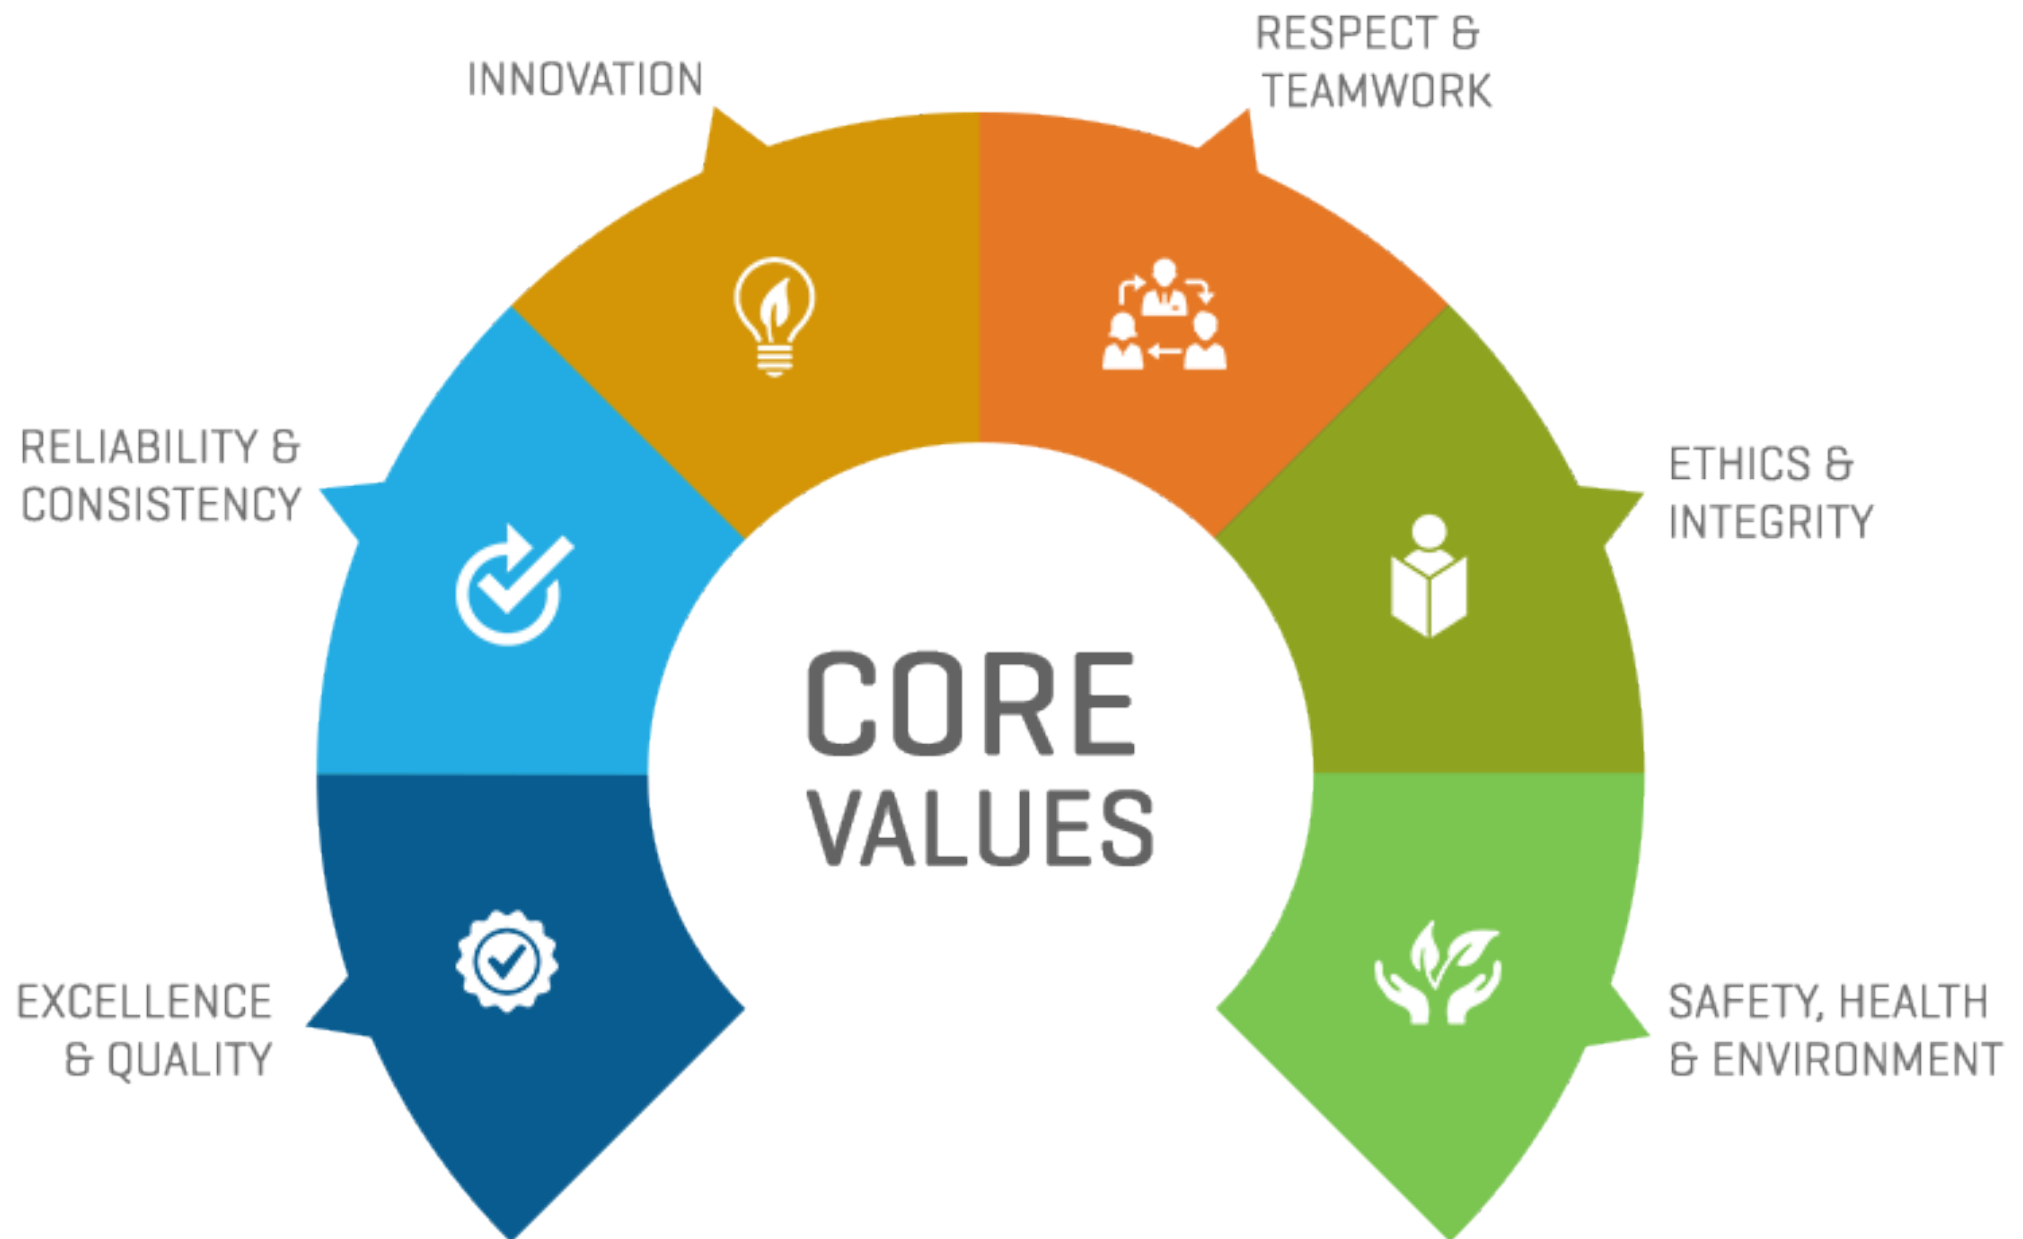 INNOVATION
RESPECT &
TEAMWORK
RELIABILITY &
CONSISTENCY
ETHICS &
INTEGRITY
CORE
VALUES
EXCELLENCE
& QUALITY
SAFETY, HEALTH
& ENVIRONMENT